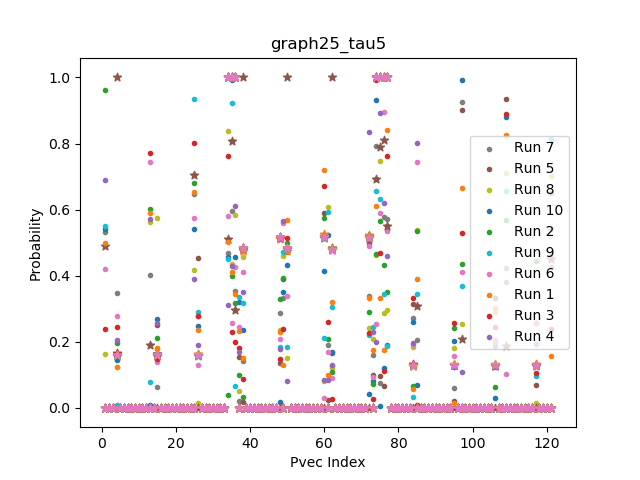 graph25_tau5
Probability
1.0
0.8
0.6
0.4
0.2
0.0
0
20
40
60
80
100
120
Pvec Index
Run 7
Run 5
Run 8
Run 10
Run 2
Run 9
Run 6
Run 1
Run 3
Run 4